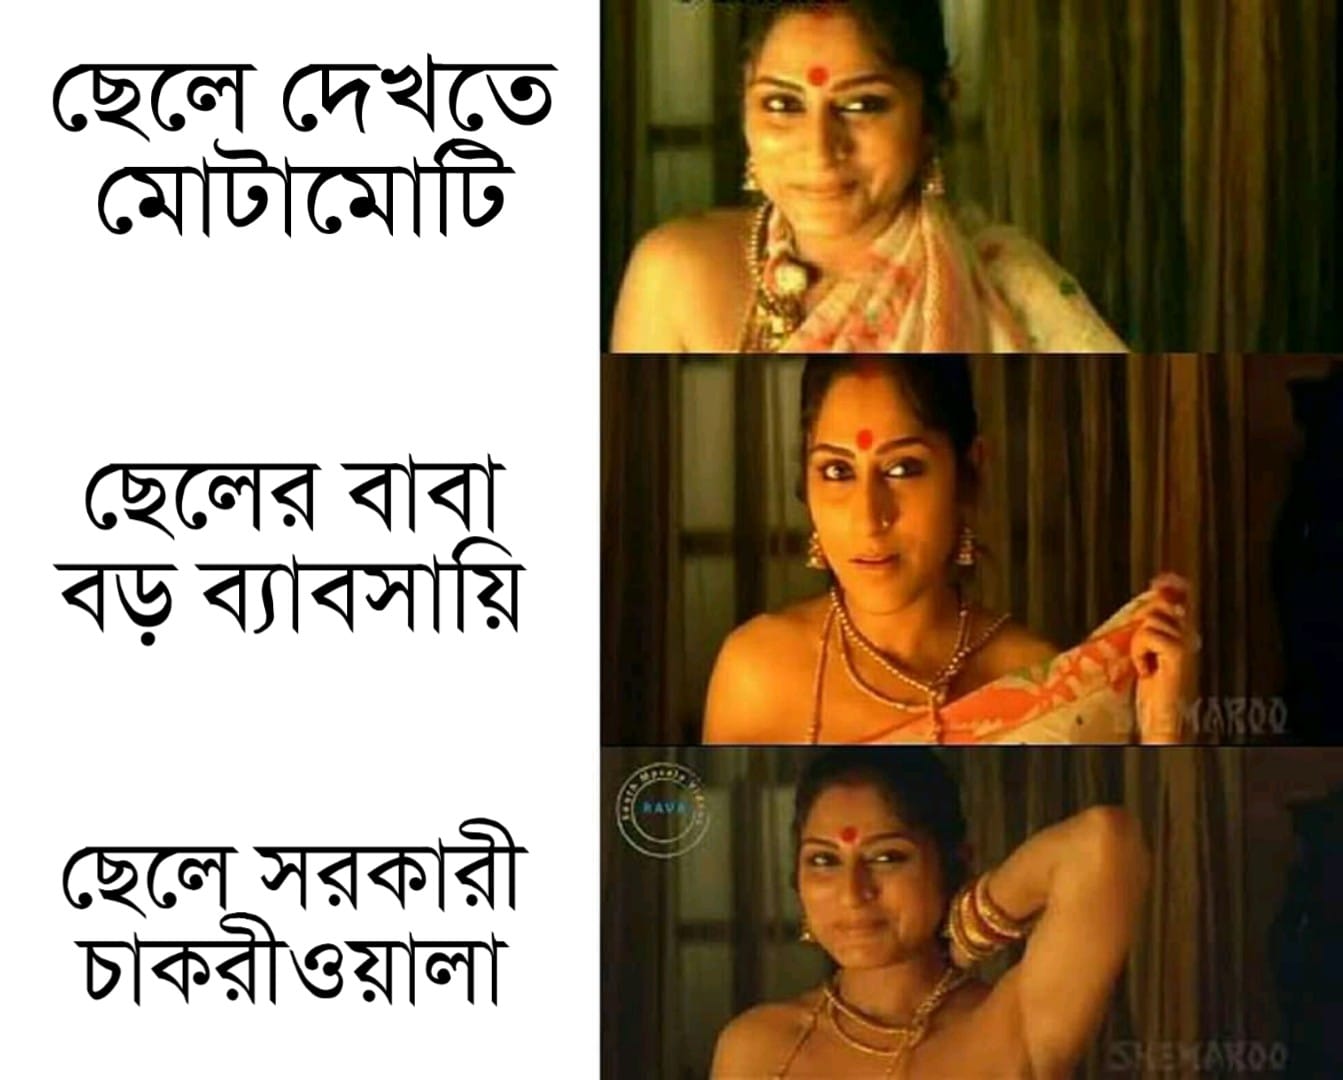 ছেলে দেখতে
মোটামোটি
ছেলের বাবা
বড় ব্যাবসায়ি
SHEMAROO
ছেলে সরকারী
চাকরীওয়ালা
SHEMAROO